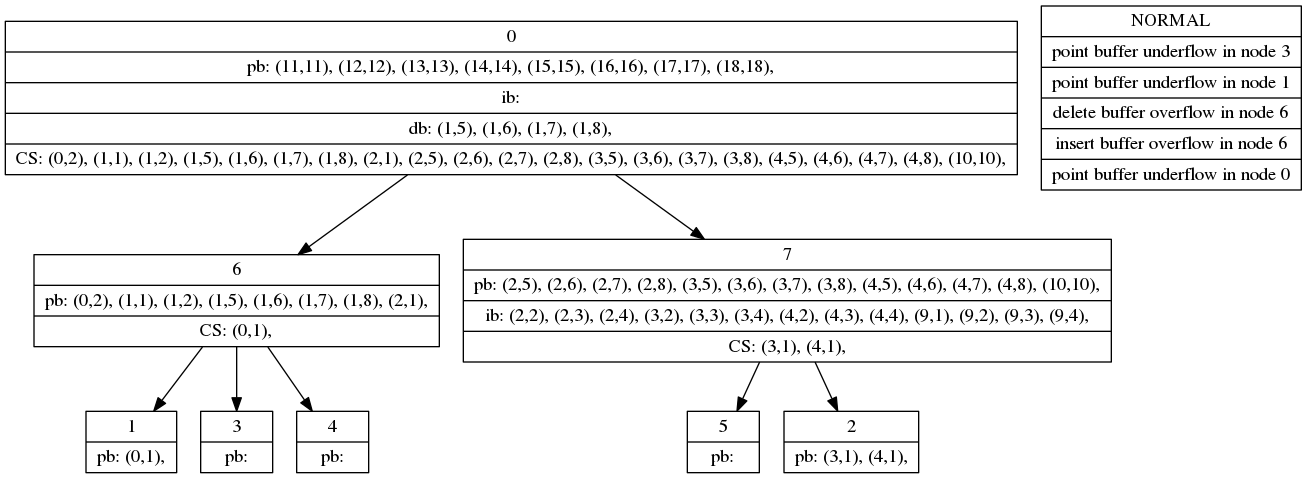 0
pb: (11,11), (12,12), (13,13), (14,14), (15,15), (16,16), (17,17), (18,18),
ib:
db: (1,5), (1,6), (1,7), (1,8),
CS: (0,2), (1,1), (1,2), (1,5), (1,6), (1,7), (1,8), (2,1), (2,5), (2,6), (2,7), (2,8), (3,5), (3,6), (3,7), (3,8), (4,5), (4,6), (4,7), (4,8), (10,10),
NORMAL
point buffer underflow in node 3
point buffer underflow in node 1
delete buffer overflow in node 6
insert buffer overflow in node 6
point buffer underflow in node 0
6
pb: (0,2), (1,1), (1,2), (1,5), (1,6), (1,7), (1,8), (2,1),
CS: (0,1),
7
pb: (2,5), (2,6), (2,7), (2,8), (3,5), (3,6), (3,7), (3,8), (4,5), (4,6), (4,7), (4,8), (10,10),
ib: (2,2), (2,3), (2,4), (3,2), (3,3), (3,4), (4,2), (4,3), (4,4), (9,1), (9,2), (9,3), (9,4),
CS: (3,1), (4,1),
1
pb: (0,1),
3
pb:
4
pb:
5
pb:
2
pb: (3,1), (4,1),